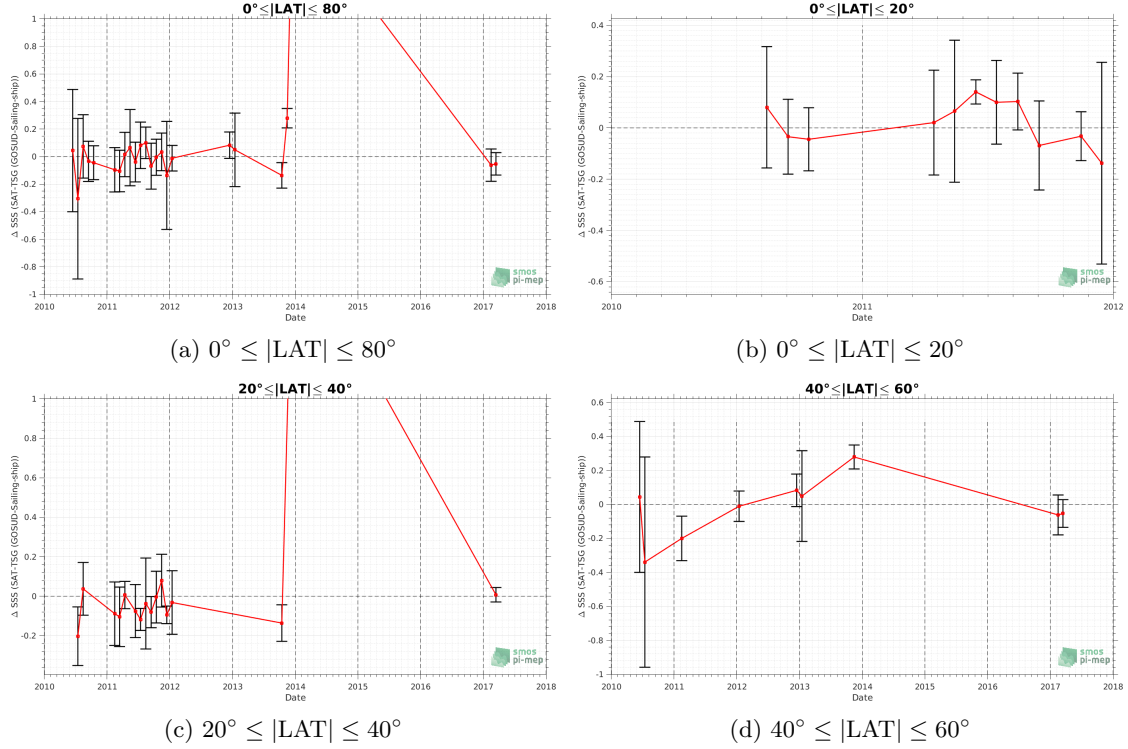 0°≤|LAT|≤ 80°
Δ SSS (SAT-TSG (GOSUD-Sailing-ship))
1
0.8
0.6
0.4
0.2
0
-0.2
-0.4
-0.6
-0.8
-1
2010 2011 2012 2013 2014 2015 2016 2017 2018
Date
smos
pi-mep
(a) 0° ≤ |LAT| ≤ 80°
0°≤|LAT|≤ 20°
Δ SSS (SAT-TSG (GOSUD-Sailing-ship))
0.4
0.2
0
-0.2
-0.4
-0.6
2010 2011 2012
Date
smos
pi-mep
(b) 0° ≤ |LAT| ≤ 20°
20°≤|LAT|≤ 40°
Δ SSS (SAT-TSG (GOSUD-Sailing-ship))
1
0.8
0.6
0.4
0.2
0
-0.2
2010 2011 2012 2013 2014 2015 2016 2017 2018
Date
smos
pi-mep
(c) 20° ≤ |LAT| ≤ 40°
40°≤|LAT|≤ 60°
Δ SSS (SAT-TSG (GOSUD-Sailing-ship))
0.6
0.4
0.2
0
-0.2
-0.4
-0.6
-0.8
-1
2010 2011 2012 2013 2014 2015 2016 2017 2018
Date
smos
pi-mep
(d) 40° ≤ |LAT| ≤ 60°